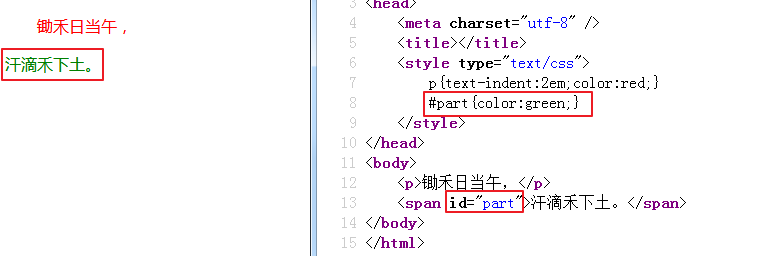 锄禾日当午，
汗滴禾下土。
3 <head>
4 <meta charset="utf-8" />
5 <title></title>
6 <style type="text/css">
7 p{text-indent:2em;color:red;}
8 #part{color:green;}
9 </style>
10 </head>
11 <body>
12 <p>锄禾日当午，</p>
13 <span id="part">汗滴禾下土。</span>
14 </body>
15 </html>